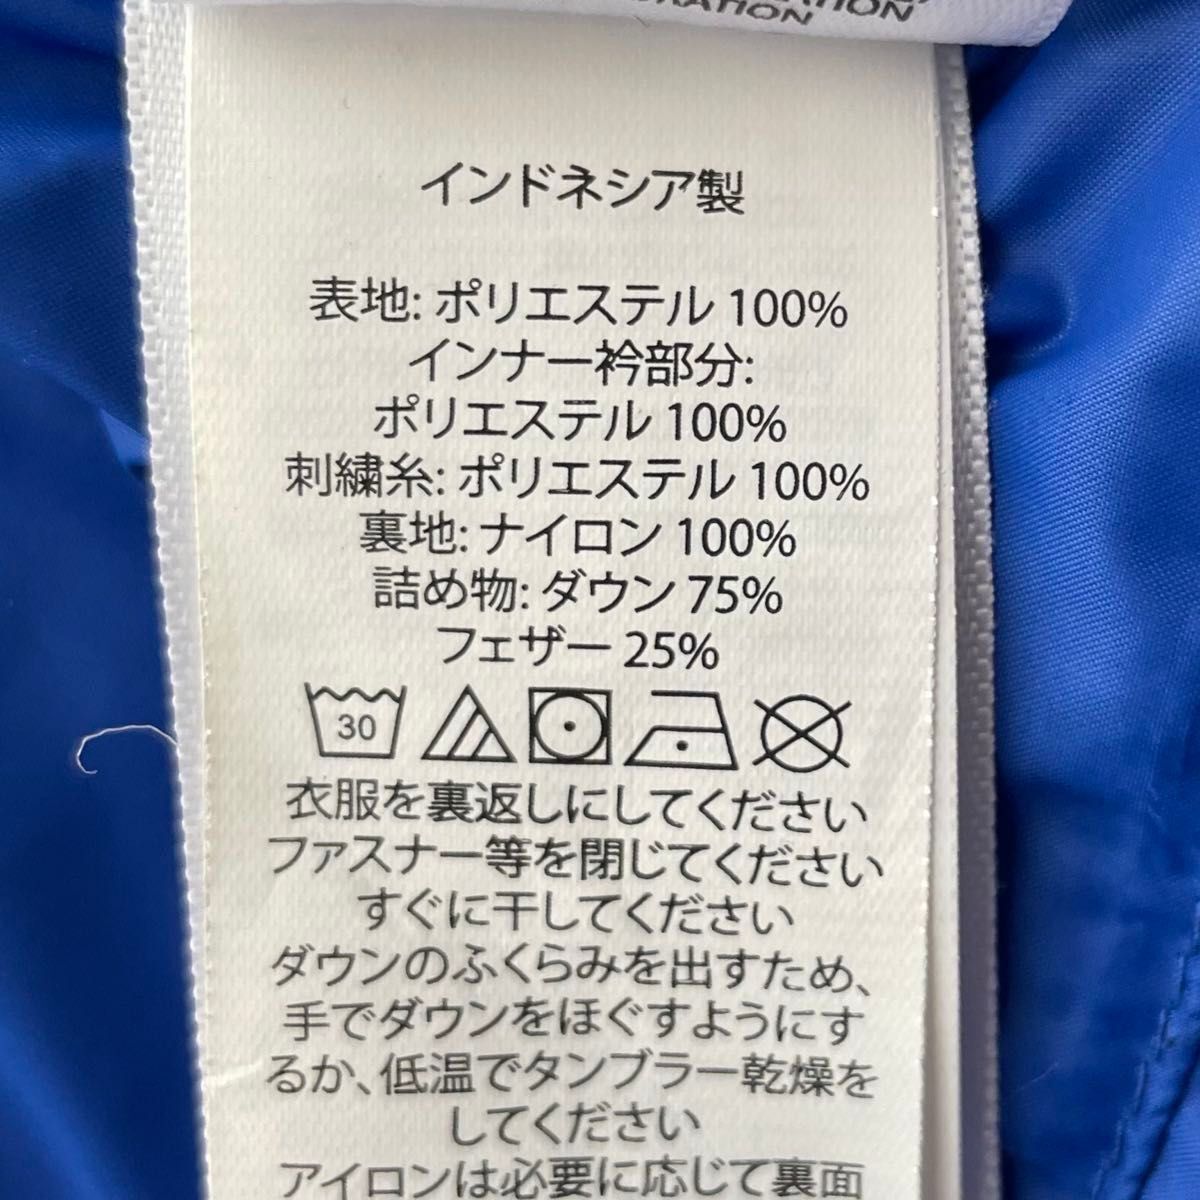 RATION
ORATION
インドネシア製
表地: ポリエステル 100%
インナー衿部分:
ポリエステル 100%
刺繍糸: ポリエステル 100%
裏地: ナイロン 100%
詰め物: ダウン 75%
フェザー 25%
30
衣服を裏返しにしてください
ファスナー等を閉じてください
すぐに干してください
ダウンのふくらみを出すため、
手でダウンをほぐすようにす
るか、低温でタンブラー乾燥を
してください
アイロンは必要に応じて裏面